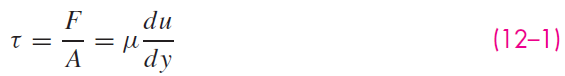 τ = F/A = μ du/dy (12–1)